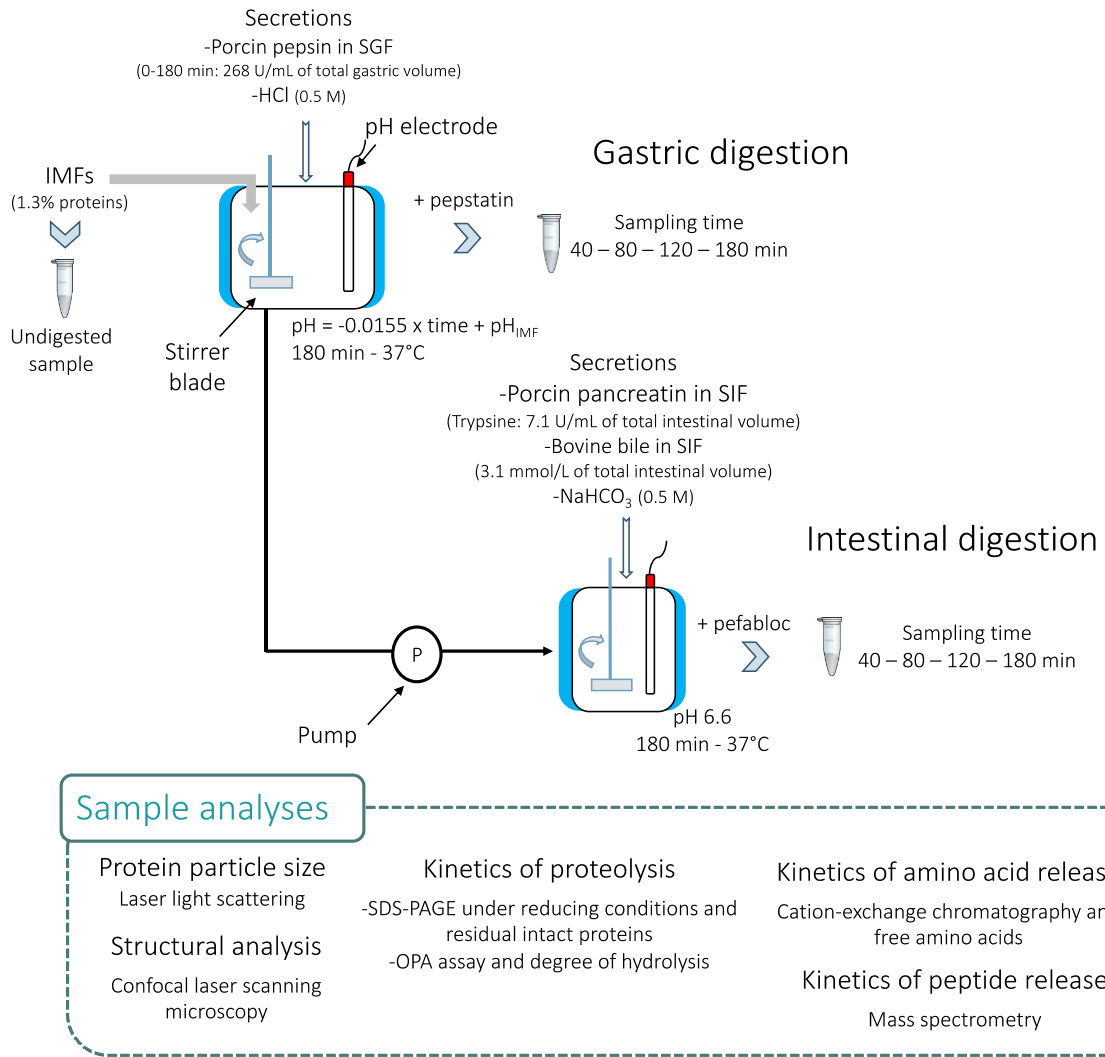 Secretions
-Porcin pepsin in SGF
(0-180 min: 268 U/mL of total gastric volume)
-HCl (0.5 M)
pH electrode
Gastric digestion
IMFs
(1.3% proteins)
+ pepstatin
Sampling time
40 – 80 – 120 – 180 min
Undigested
sample
Stirrer
blade
pH = -0.0155 x time + pH_IMF
180 min - 37°C
Secretions
-Porcin pancreatin in SIF
(Trypsine: 7.1 U/mL of total intestinal volume)
-Bovine bile in SIF
(3.1 mmol/L of total intestinal volume)
-NaHCO₃ (0.5 M)
Intestinal digestion
+ pefabloc
Sampling time
40 – 80 – 120 – 180 min
P
Pump
pH 6.6
180 min - 37°C
Sample analyses
Protein particle size
Laser light scattering
Structural analysis
Confocal laser scanning
microscopy
Kinetics of proteolysis
-SDS-PAGE under reducing conditions and
residual intact proteins
-OPA assay and degree of hydrolysis
Kinetics of amino acid release
Cation-exchange chromatography an
free amino acids
Kinetics of peptide release
Mass spectrometry